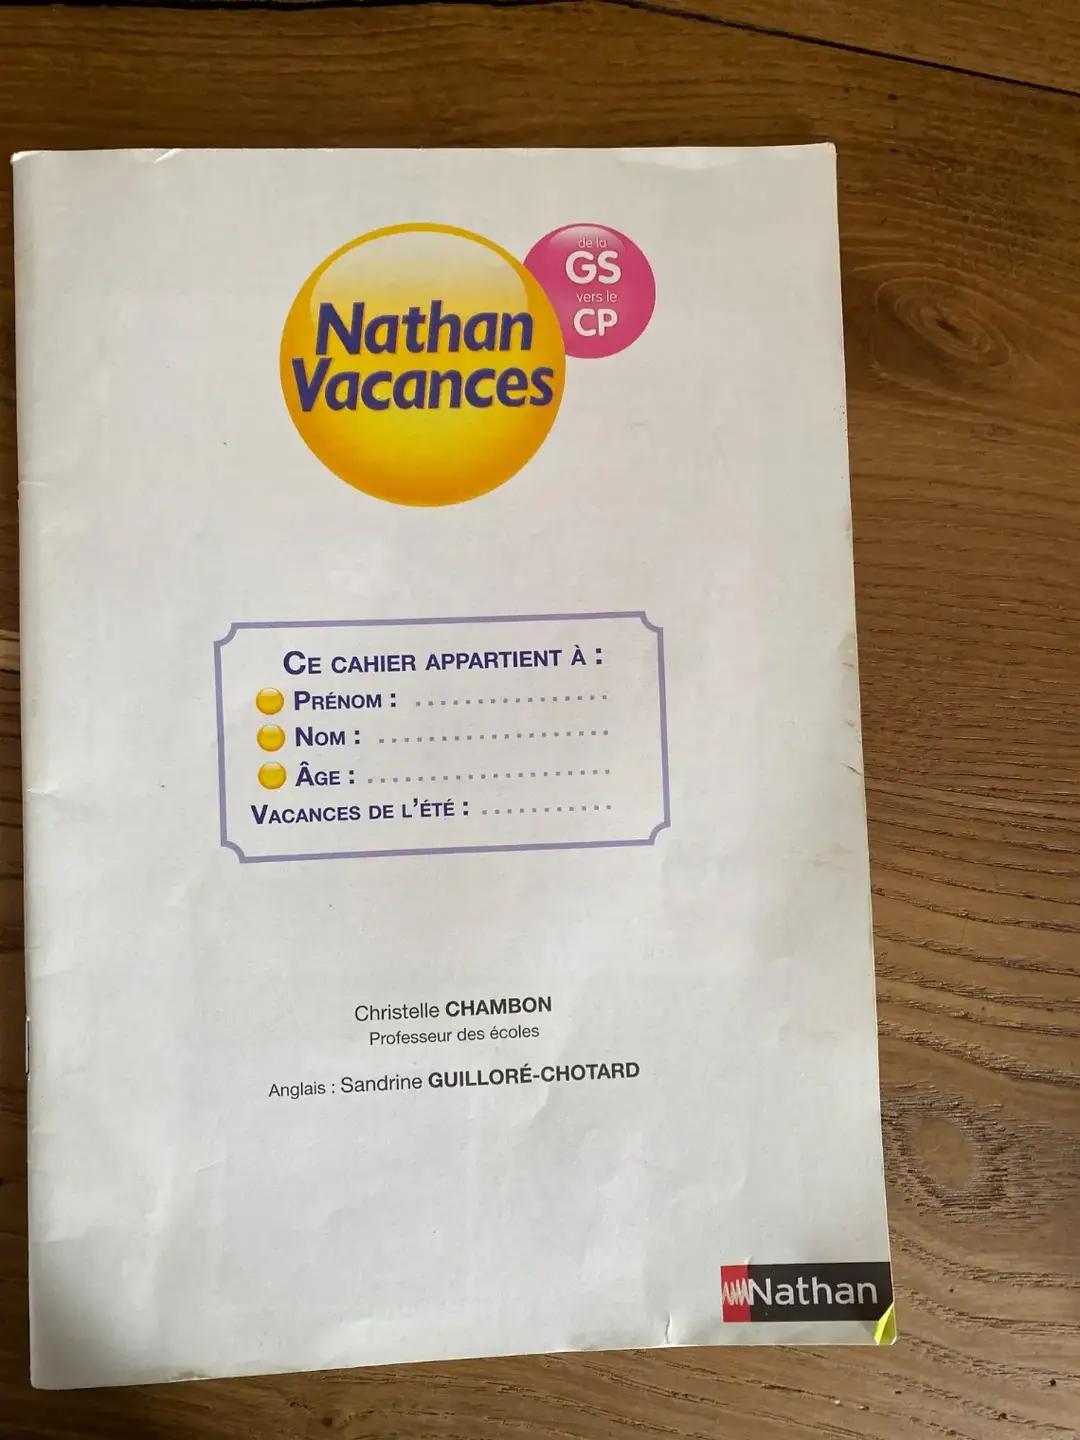 Nathan
Vacances
de la
GS
vers le
CP
CE CAHIER APPARTIENT À :
PRÉNOM : ................
NOM : ...................
ÂGE : ....................
VACANCES DE L'ÉTÉ : ...........
Christelle CHAMBON
Professeur des écoles
Anglais : Sandrine GUILLORÉ-CHOTARD
Nathan